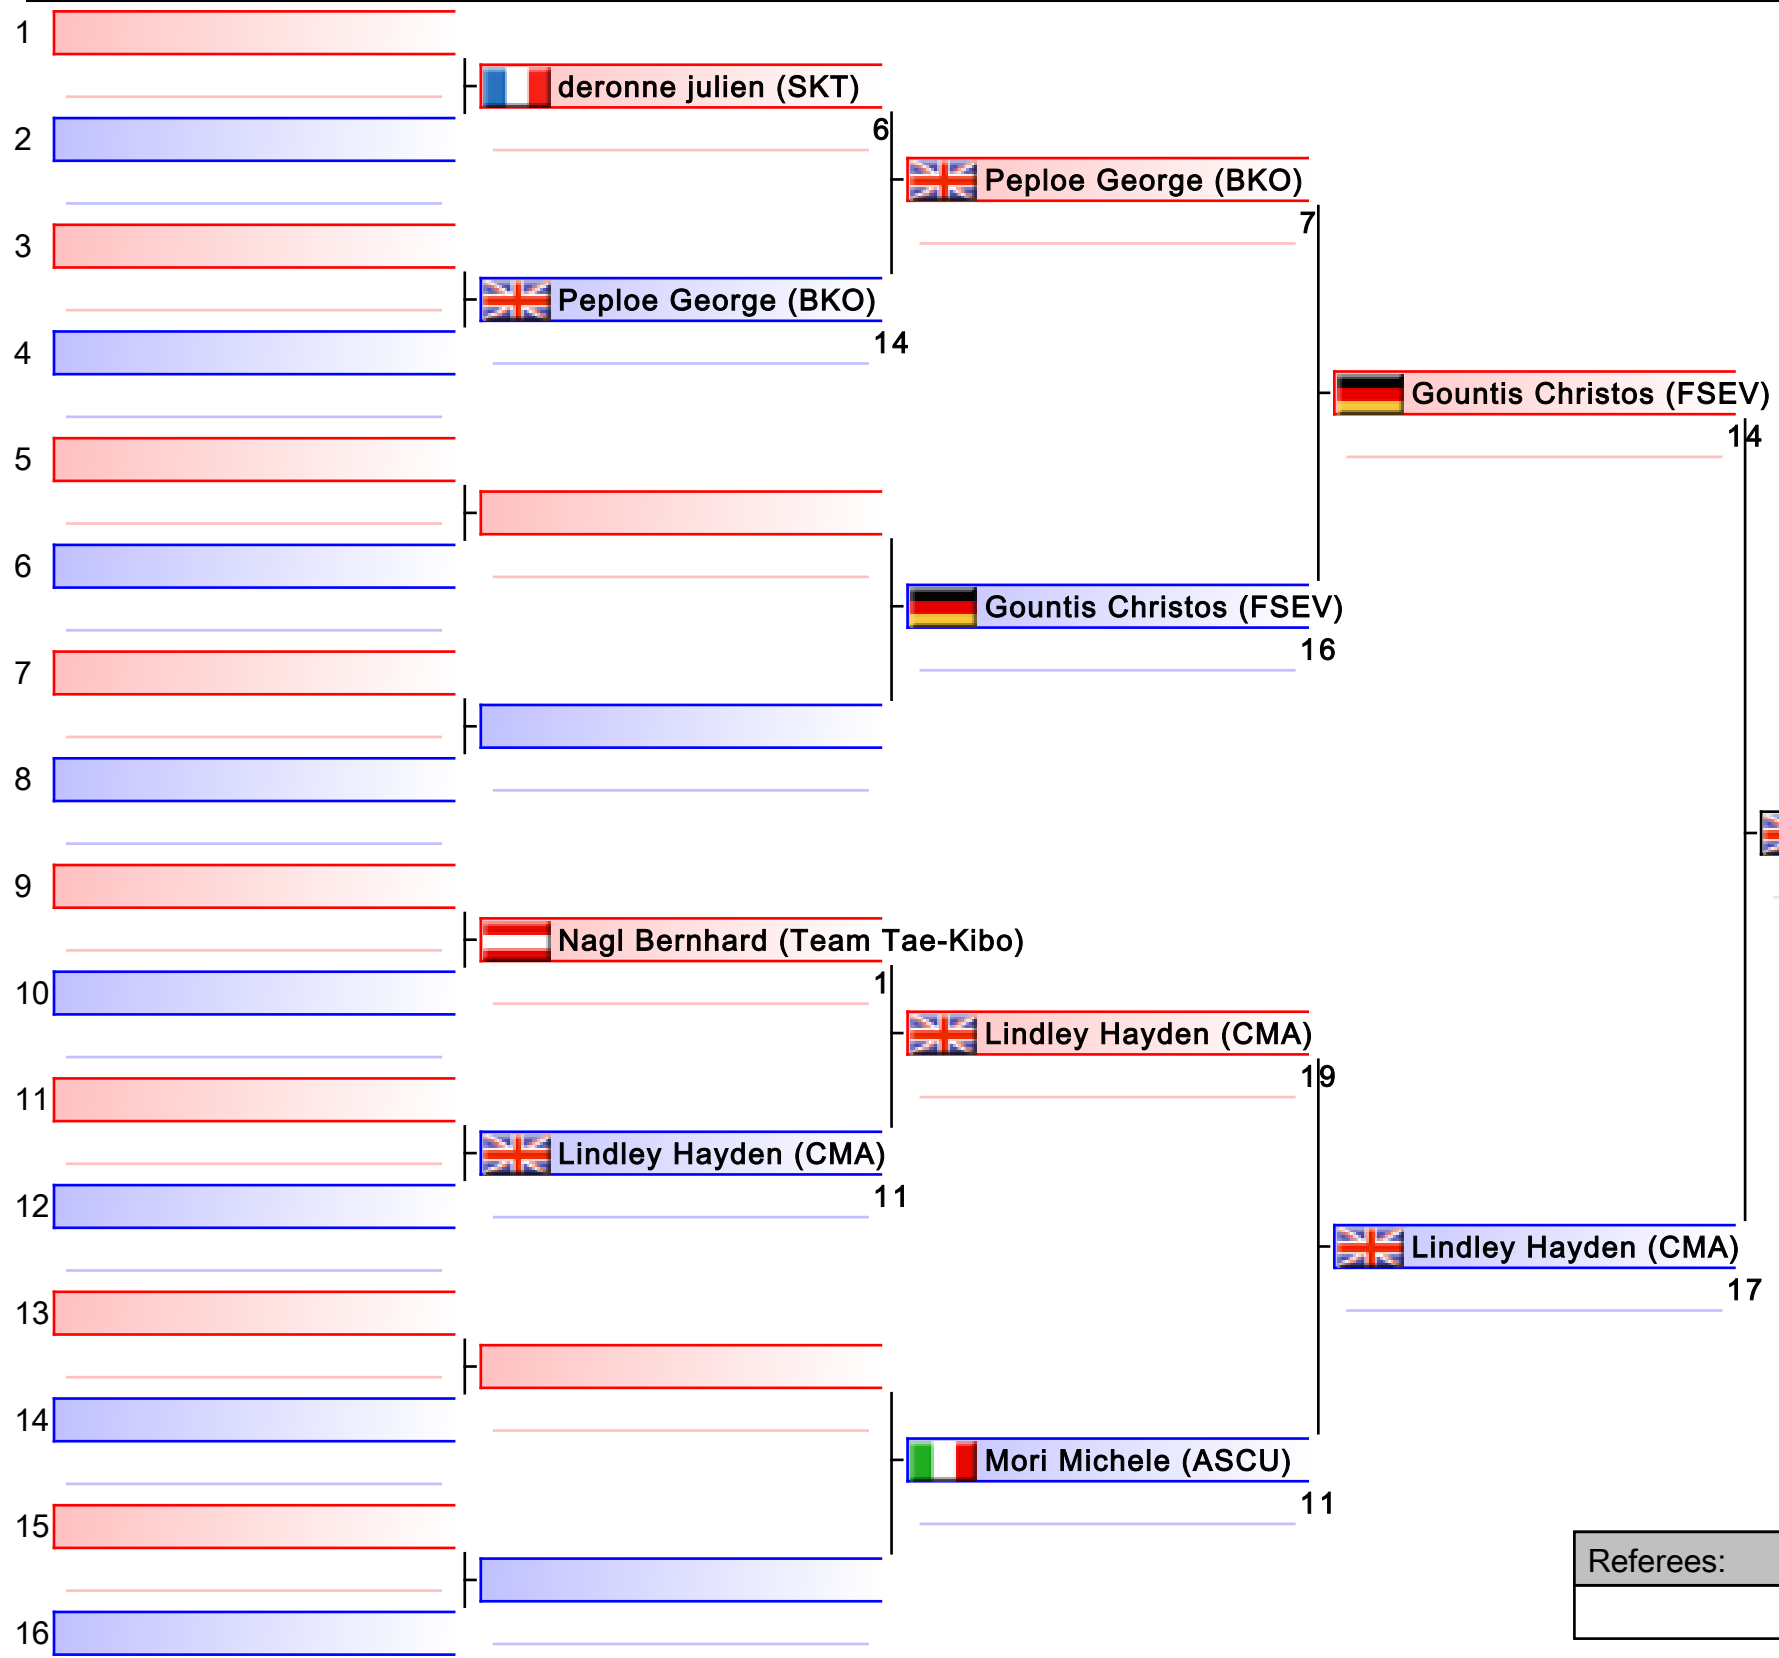 1
deronne julien (SKT)
6
2
Peploe George (BKO)
7
3
Peploe George (BKO)
14
4
Gountis Christos (FSEV)
14
5
6
Gountis Christos (FSEV)
16
7
8
9
Nagl Bernhard (Team Tae-Kibo)
1
10
Lindley Hayden (CMA)
19
11
Lindley Hayden (CMA)
11
12
Lindley Hayden (CMA)
17
13
14
Mori Michele (ASCU)
11
15
Referees:
16